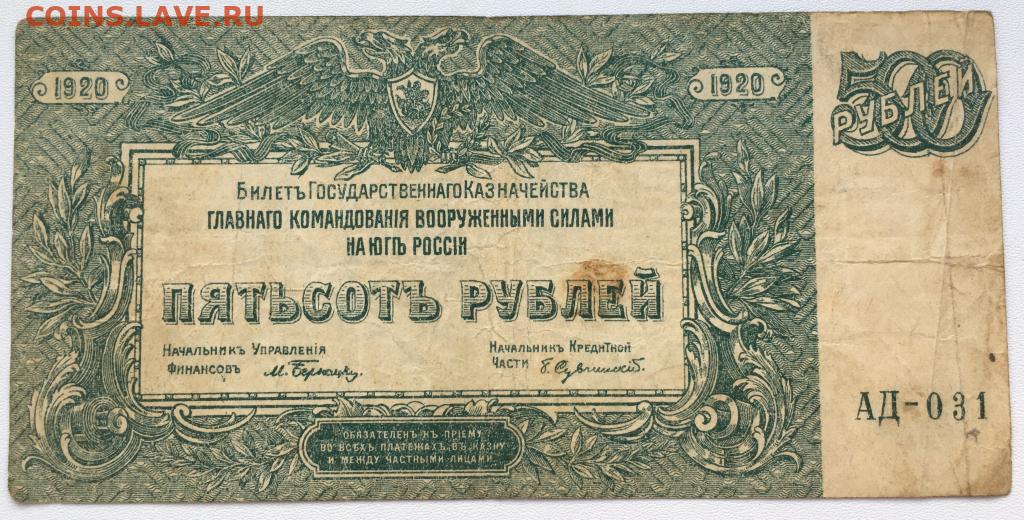 COINS.LAVE.RU
1920
1920
500
РУБЛЕЙ
БИЛЕТЪ ГОСУДАРСТВЕННАГО КАЗНАЧЕЙСТВА
ГЛАВНАГО КОМАНДОВАНІЯ ВООРУЖЕННЫМИ СИЛАМИ
НА ЮГѢ РОССІИ
ПЯТЬСОТЪ РУБЛЕЙ
НАЧАЛЬНИКЪ УПРАВЛЕНІЯ
ФИНАНСОВЪ
НАЧАЛЬНИКЪ КРЕДИТНОЙ
ЧАСТИ
АД-031
ОБЯЗАТЕЛЕНЪ КЪ ПРІЕМУ
ВО ВСѢХЪ ПЛАТЕЖАХЪ ВЪ КАЗНУ
И МЕЖДУ ЧАСТНЫМИ ЛИЦАМИ.